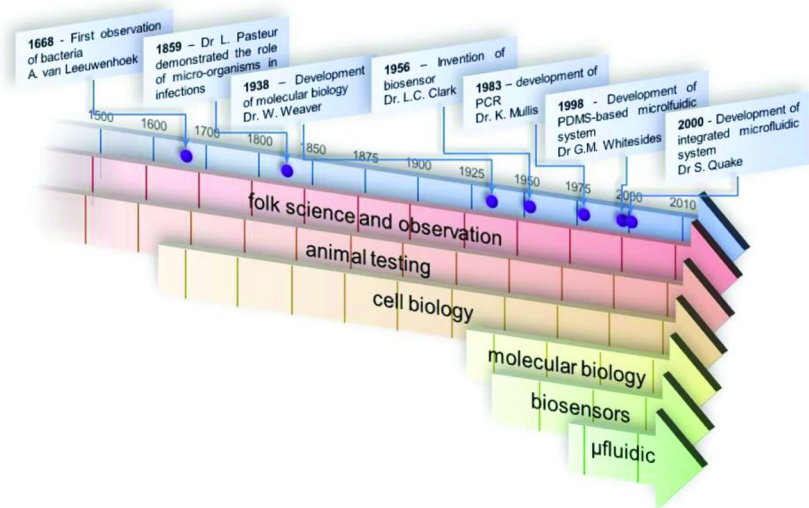 1668 - First observation
of bacteria
A. van Leeuwenhoek
1859 – Dr L. Pasteur
demonstrated the role
of micro-organisms in
infections
1938 – Development
of molecular biology
Dr. W. Weaver
1956 – Invention of
biosensor
Dr. L.C. Clark
1983 – development of
PCR
Dr. K. Mullis
1998 - Development of
PDMS-based microlfuidic
system
Dr G.M. Whitesides
2000 - Development of
integrated microfluidic
system
Dr S. Quake
1500 1600 1700 1800 1850 1875 1900 1925 1950 1975 2000 2010
folk science and observation
animal testing
cell biology
molecular biology
biosensors
µfluidic